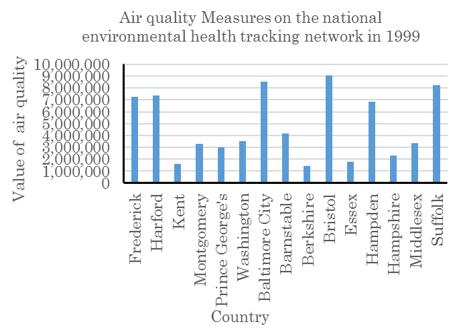 Air quality Measures on the national
environmental health tracking network in 1999
Value of air quality
10,000,000
9,000,000
8,000,000
7,000,000
6,000,000
5,000,000
4,000,000
3,000,000
2,000,000
1,000,000
0
Frederick
Harford
Kent
Montgomery
Prince George's
Washington
Baltimore City
Barnstable
Berkshire
Bristol
Essex
Hampden
Hampshire
Middlesex
Suffolk
Country